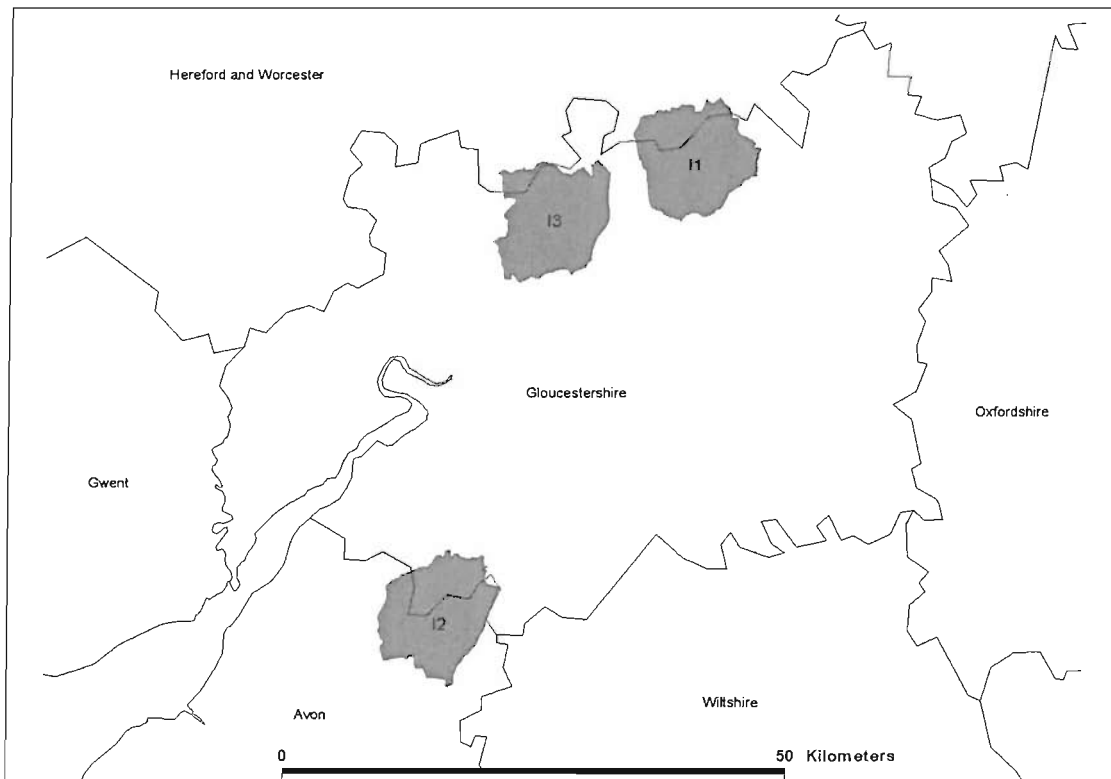 Hereford and Worcester
I1
I3
Gloucestershire
Oxfordshire
Gwent
I2
Wiltshire
Avon
0 50 Kilometers